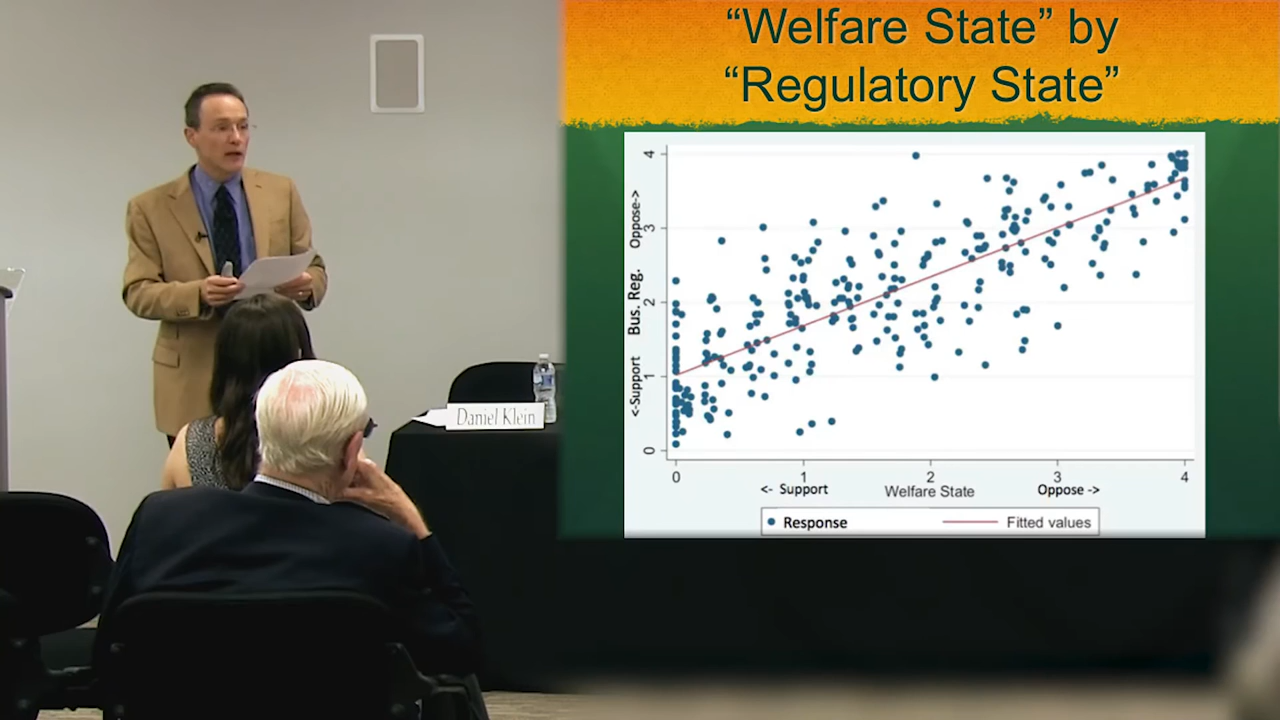 “Welfare State” by
“Regulatory State”
4
3
2
1
0
<-Support
Bus. Reg.
Oppose->
0
1
2
3
4
<- Support
Welfare State
Oppose ->
Response
Fitted values
Daniel Klein